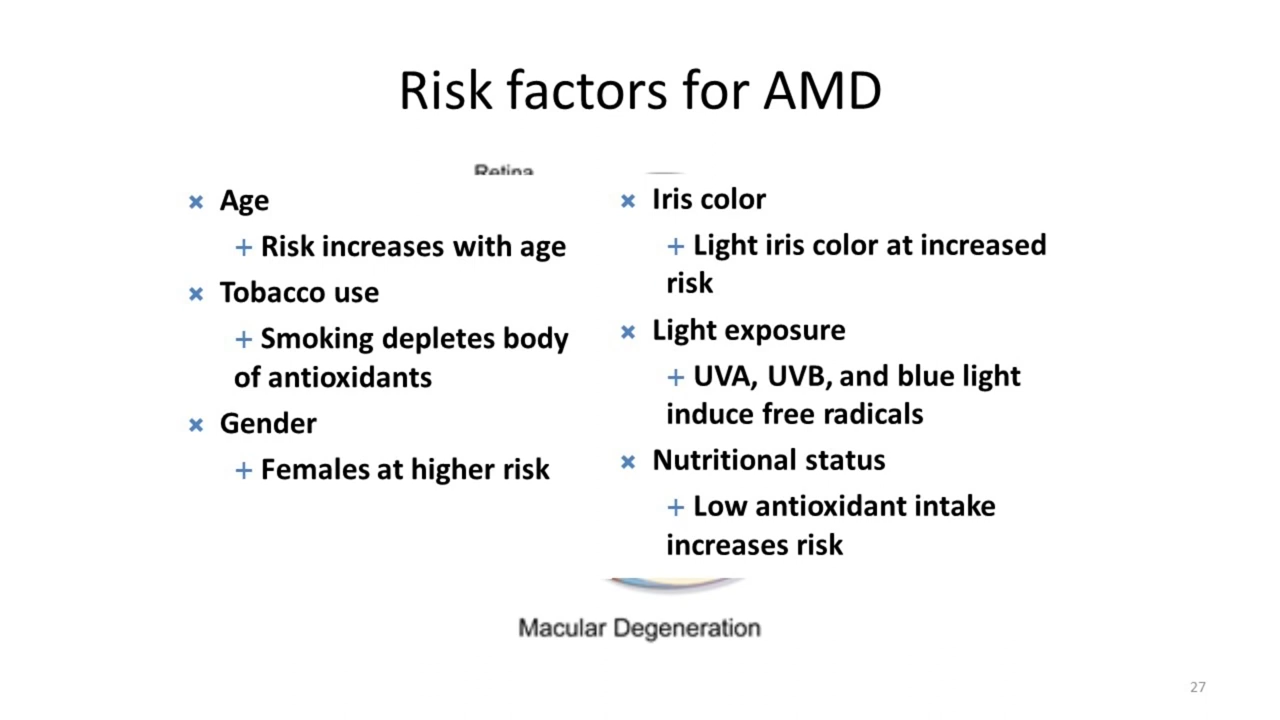 Risk factors for AMD
Retina
Age
+ Risk increases with age
Tobacco use
+ Smoking depletes body
of antioxidants
Gender
+ Females at higher risk
Iris color
+ Light iris color at increased
risk
Light exposure
+ UVA, UVB, and blue light
induce free radicals
Nutritional status
+ Low antioxidant intake
increases risk
Macular Degeneration
27